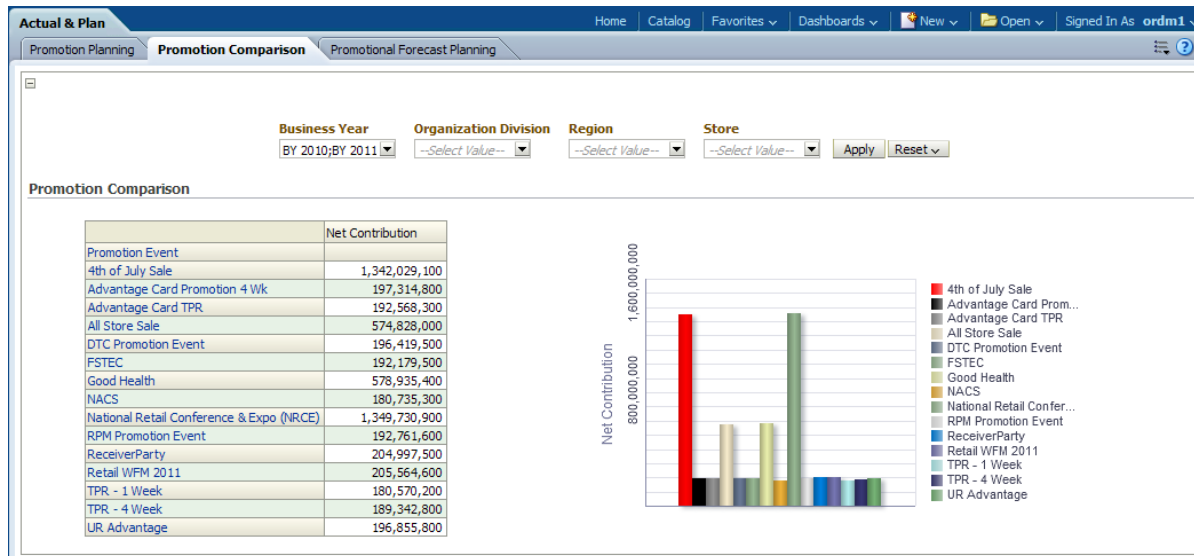 Actual & Plan Home Catalog Favorites Dashboards New Open Signed In As ordm1
Promotion Planning Promotion Comparison Promotional Forecast Planning
Business Year Organization Division Region Store
BY 2010;BY 2011 --Select Value-- --Select Value-- --Select Value-- Apply Reset
Promotion Comparison
Net Contribution
Promotion Event
4th of July Sale 1,342,029,100
Advantage Card Promotion 4 Wk 197,314,800
Advantage Card TPR 192,568,300
All Store Sale 574,828,000
DTC Promotion Event 196,419,500
FSTEC 192,179,500
Good Health 578,935,400
NACS 180,735,300
National Retail Conference & Expo (NRCE) 1,349,730,900
RPM Promotion Event 192,761,600
ReceiverParty 204,997,500
Retail WFM 2011 205,564,600
TPR - 1 Week 180,570,200
TPR - 4 Week 189,342,800
UR Advantage 196,855,800
Net Contribution
1,600,000,000
800,000,000
4th of July Sale
Advantage Card Prom...
Advantage Card TPR
All Store Sale
DTC Promotion Event
FSTEC
Good Health
NACS
National Retail Confer...
RPM Promotion Event
ReceiverParty
Retail WFM 2011
TPR - 1 Week
TPR - 4 Week
UR Advantage